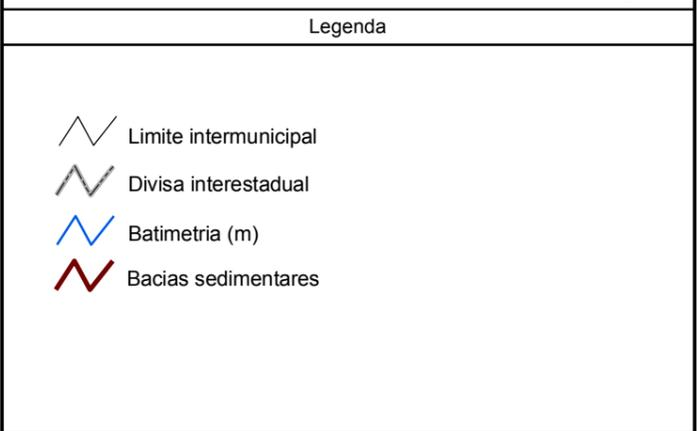 Legenda
Limite intermunicipal
Divisa interestadual
Batimetria (m)
Bacias sedimentares